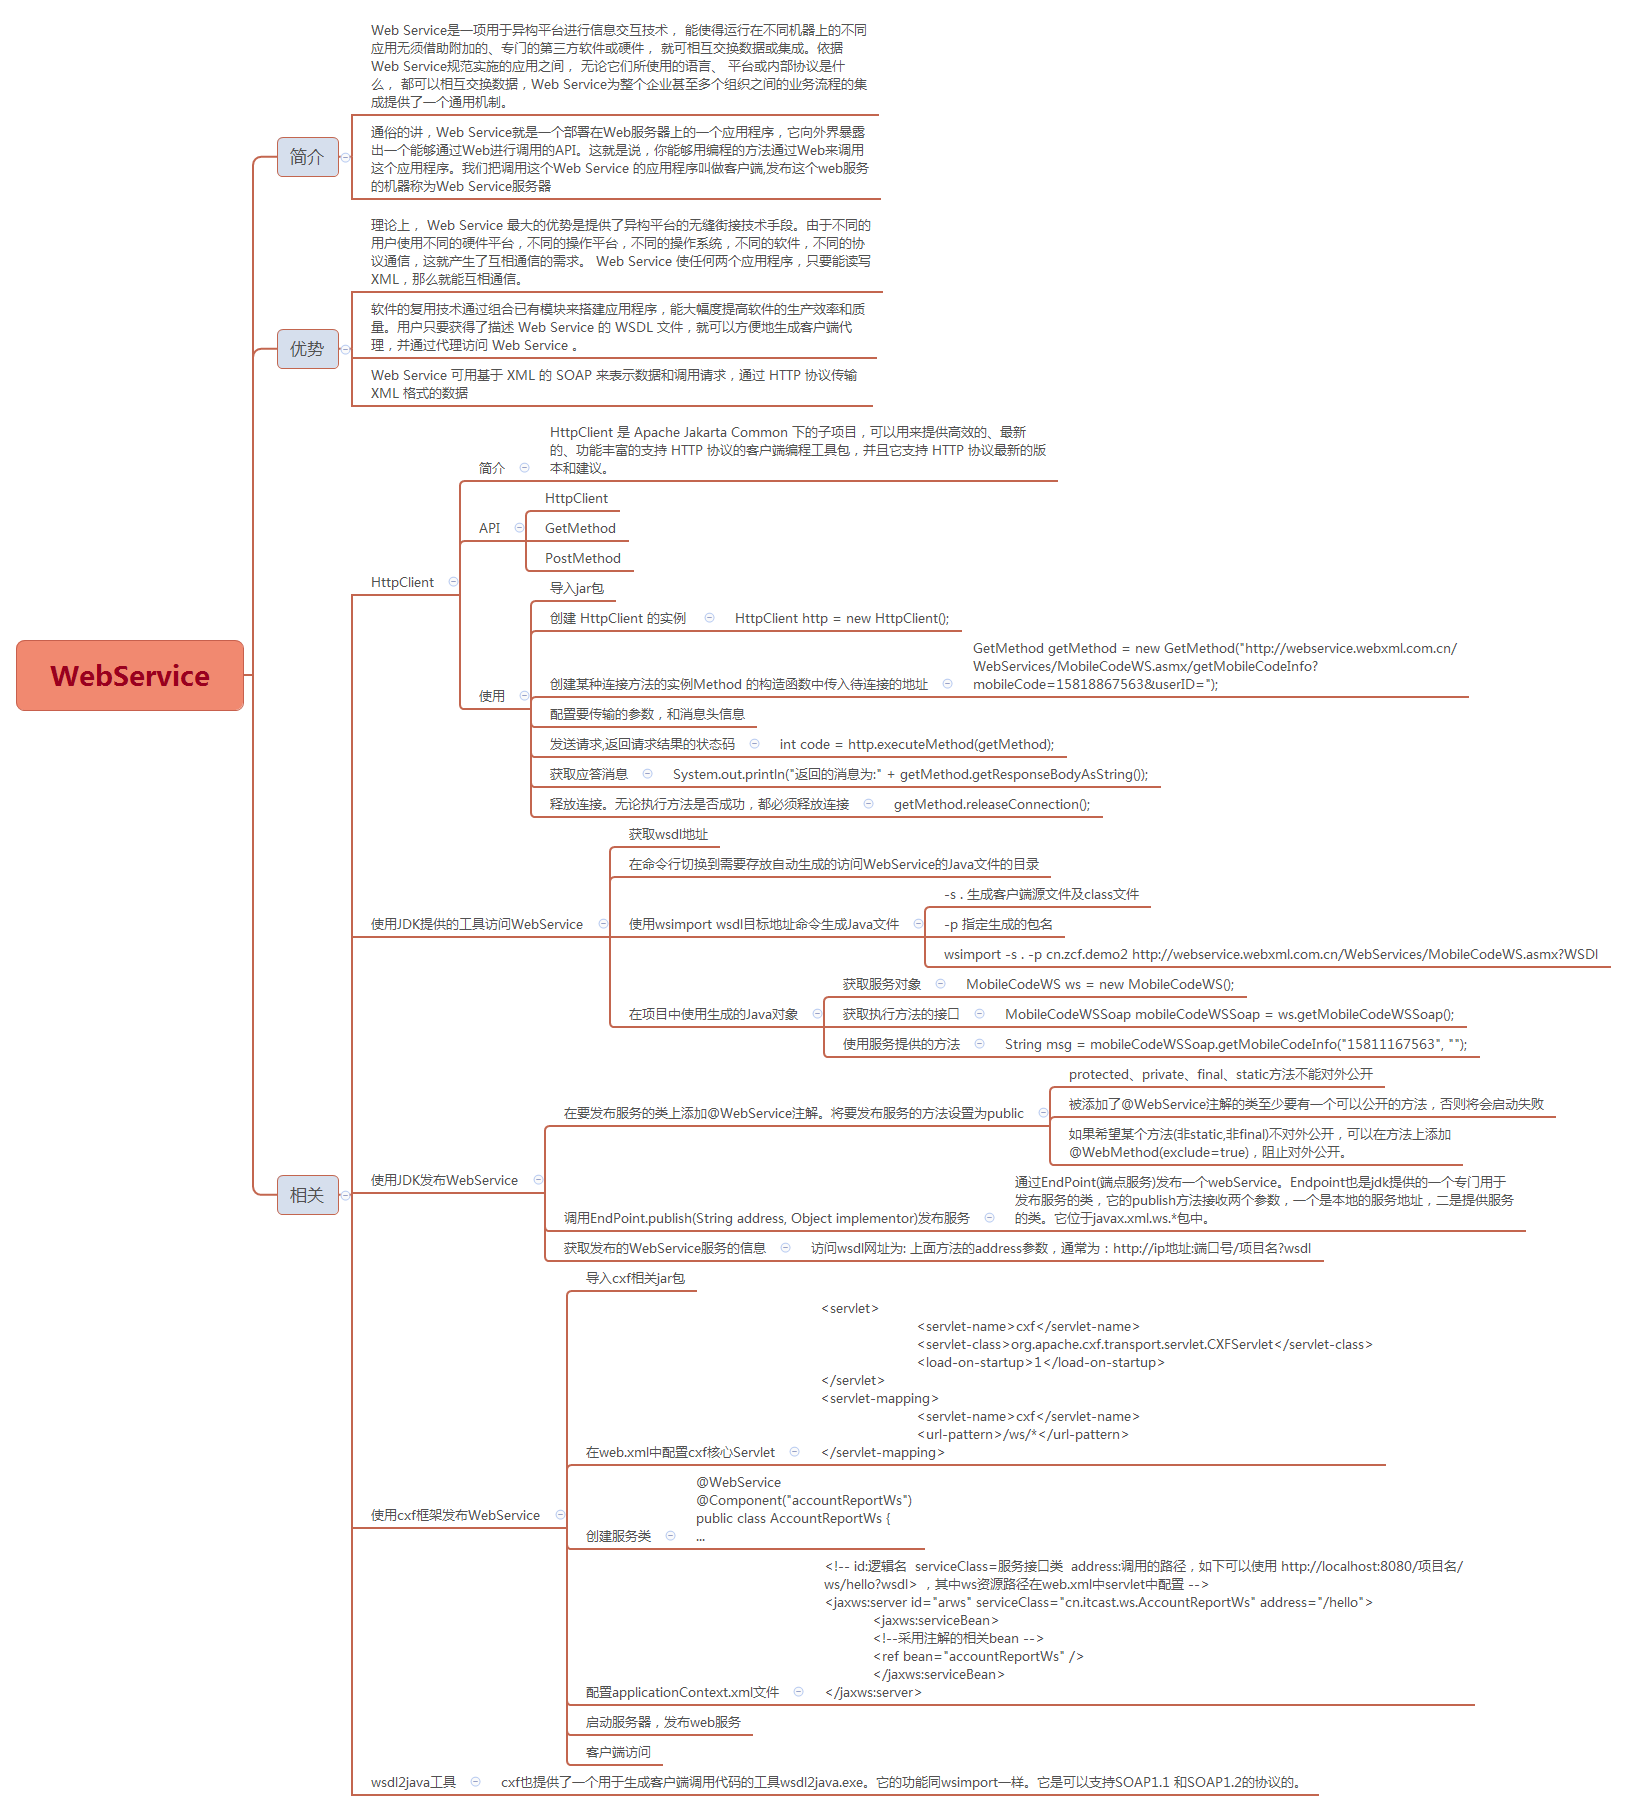 Web Service是一项用于异构平台进行信息交互技术， 能使得运行在不同机器上的不同
应用无须借助附加的、专门的第三方软件或硬件， 就可相互交换数据或集成。依据
Web Service规范实施的应用之间， 无论它们所使用的语言、 平台或内部协议是什
么， 都可以相互交换数据，Web Service为整个企业甚至多个组织之间的业务流程的集
成提供了一个通用机制。
简介
通俗的讲，Web Service就是一个部署在Web服务器上的一个应用程序，它向外界暴露
出一个能够通过Web进行调用的API。这就是说，你能够用编程的方法通过Web来调用
这个应用程序。我们把调用这个Web Service 的应用程序叫做客户端,发布这个web服务
的机器称为Web Service服务器
理论上， Web Service 最大的优势是提供了异构平台的无缝街接技术手段。由于不同的
用户使用不同的硬件平台，不同的操作平台，不同的操作系统，不同的软件，不同的协
议通信，这就产生了互相通信的需求。 Web Service 使任何两个应用程序，只要能读写
XML，那么就能互相通信。
优势
软件的复用技术通过组合已有模块来搭建应用程序，能大幅度提高软件的生产效率和质
量。用户只要获得了描述 Web Service 的 WSDL 文件，就可以方便地生成客户端代
理，并通过代理访问 Web Service 。
Web Service 可用基于 XML 的 SOAP 来表示数据和调用请求，通过 HTTP 协议传输
XML 格式的数据
WebService
相关
HttpClient
简介
HttpClient 是 Apache Jakarta Common 下的子项目，可以用来提供高效的、最新
的、功能丰富的支持 HTTP 协议的客户端编程工具包，并且它支持 HTTP 协议最新的版
本和建议。
API
HttpClient
GetMethod
PostMethod
使用
导入jar包
创建 HttpClient 的实例
HttpClient http = new HttpClient();
创建某种连接方法的实例Method 的构造函数中传入待连接的地址
GetMethod getMethod = new GetMethod("http://webservice.webxml.com.cn/
WebServices/MobileCodeWS.asmx/getMobileCodeInfo?
mobileCode=15818867563&userID=");
配置要传输的参数，和消息头信息
发送请求,返回请求结果的状态码
int code = http.executeMethod(getMethod);
获取应答消息
System.out.println("返回的消息为:" + getMethod.getResponseBodyAsString());
释放连接。无论执行方法是否成功，都必须释放连接
getMethod.releaseConnection();
使用JDK提供的工具访问WebService
获取wsdl地址
在命令行切换到需要存放自动生成的访问WebService的Java文件的目录
使用wsimport wsdl目标地址命令生成Java文件
-s . 生成客户端源文件及class文件
-p 指定生成的包名
wsimport -s . -p cn.zcf.demo2 http://webservice.webxml.com.cn/WebServices/MobileCodeWS.asmx?WSDl
在项目中使用生成的Java对象
获取服务对象
MobileCodeWS ws = new MobileCodeWS();
获取执行方法的接口
MobileCodeWSSoap mobileCodeWSSoap = ws.getMobileCodeWSSoap();
使用服务提供的方法
String msg = mobileCodeWSSoap.getMobileCodeInfo("15811167563", "");
使用JDK发布WebService
在要发布服务的类上添加@WebService注解。将要发布服务的方法设置为public
protected、private、final、static方法不能对外公开
被添加了@WebService注解的类至少要有一个可以公开的方法，否则将会启动失败
如果希望某个方法(非static,非final)不对外公开，可以在方法上添加
@WebMethod(exclude=true)，阻止对外公开。
调用EndPoint.publish(String address, Object implementor)发布服务
通过EndPoint(端点服务)发布一个webService。Endpoint也是jdk提供的一个专门用于
发布服务的类，它的publish方法接收两个参数，一个是本地的服务地址，二是提供服务
的类。它位于javax.xml.ws.*包中。
获取发布的WebService服务的信息
访问wsdl网址为: 上面方法的address参数，通常为：http://ip地址:端口号/项目名?wsdl
使用cxf框架发布WebService
导入cxf相关jar包
在web.xml中配置cxf核心Servlet
<servlet>
<servlet-name>cxf</servlet-name>
<servlet-class>org.apache.cxf.transport.servlet.CXFServlet</servlet-class>
<load-on-startup>1</load-on-startup>
</servlet>
<servlet-mapping>
<servlet-name>cxf</servlet-name>
<url-pattern>/ws/*</url-pattern>
</servlet-mapping>
创建服务类
@WebService
@Component("accountReportWs")
public class AccountReportWs {
...
配置applicationContext.xml文件
<!-- id:逻辑名  serviceClass=服务接口类  address:调用的路径，如下可以使用 http://localhost:8080/项目名/
ws/hello?wsdl> ，其中ws资源路径在web.xml中servlet中配置 -->
<jaxws:server id="arws" serviceClass="cn.itcast.ws.AccountReportWs" address="/hello">
<jaxws:serviceBean>
<!--采用注解的相关bean -->
<ref bean="accountReportWs" />
</jaxws:serviceBean>
</jaxws:server>
启动服务器，发布web服务
客户端访问
wsdl2java工具
cxf也提供了一个用于生成客户端调用代码的工具wsdl2java.exe。它的功能同wsimport一样。它是可以支持SOAP1.1 和SOAP1.2的协议的。